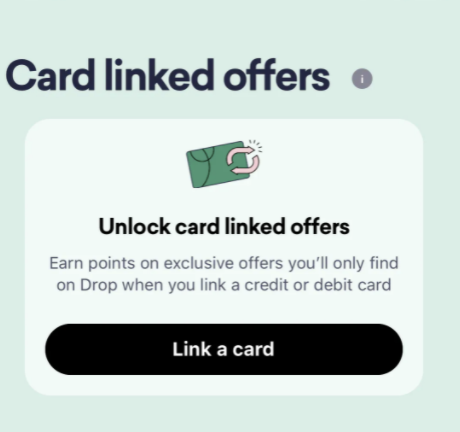 Card linked offers i
Unlock card linked offers
Earn points on exclusive offers you'll only find
on Drop when you link a credit or debit card
Link a card